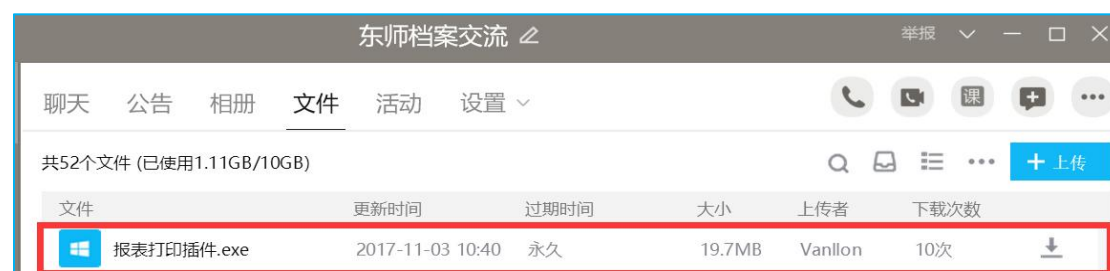 东师档案交流
举报
聊天 公告 相册 文件 活动 设置
课
共52个文件 (已使用1.11GB/10GB)
+ 上传
文件 更新时间 过期时间 大小 上传者 下载次数
报表打印插件.exe 2017-11-03 10:40 永久 19.7MB Vanllon 10次